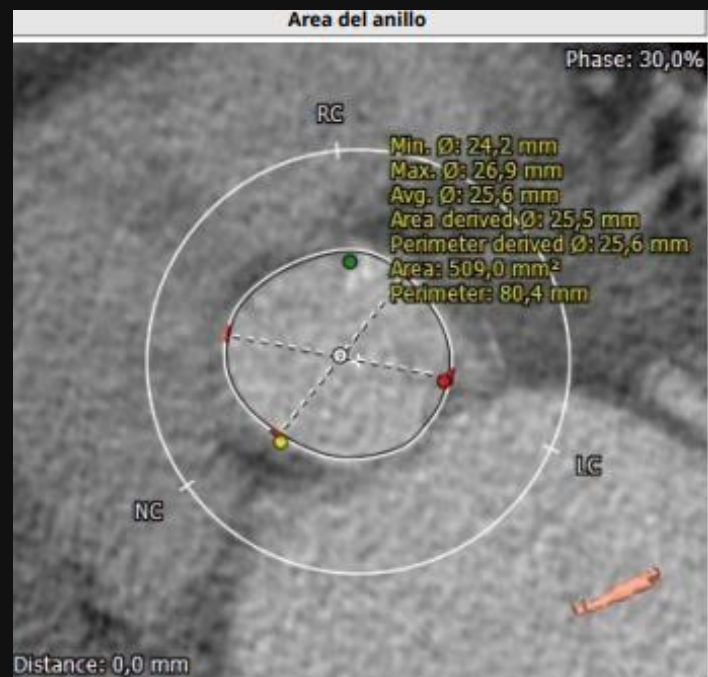 Area del anillo
Phase: 30,0%
RC
Min. Ø: 24,2 mm
Max. Ø: 26,9 mm
Avg. Ø: 25,6 mm
Area derived Ø: 25,5 mm
Perimeter derived Ø: 25,6 mm
Area: 509,0 mm²
Perimeter: 80,4 mm
LC
NC
Distance: 0,0 mm